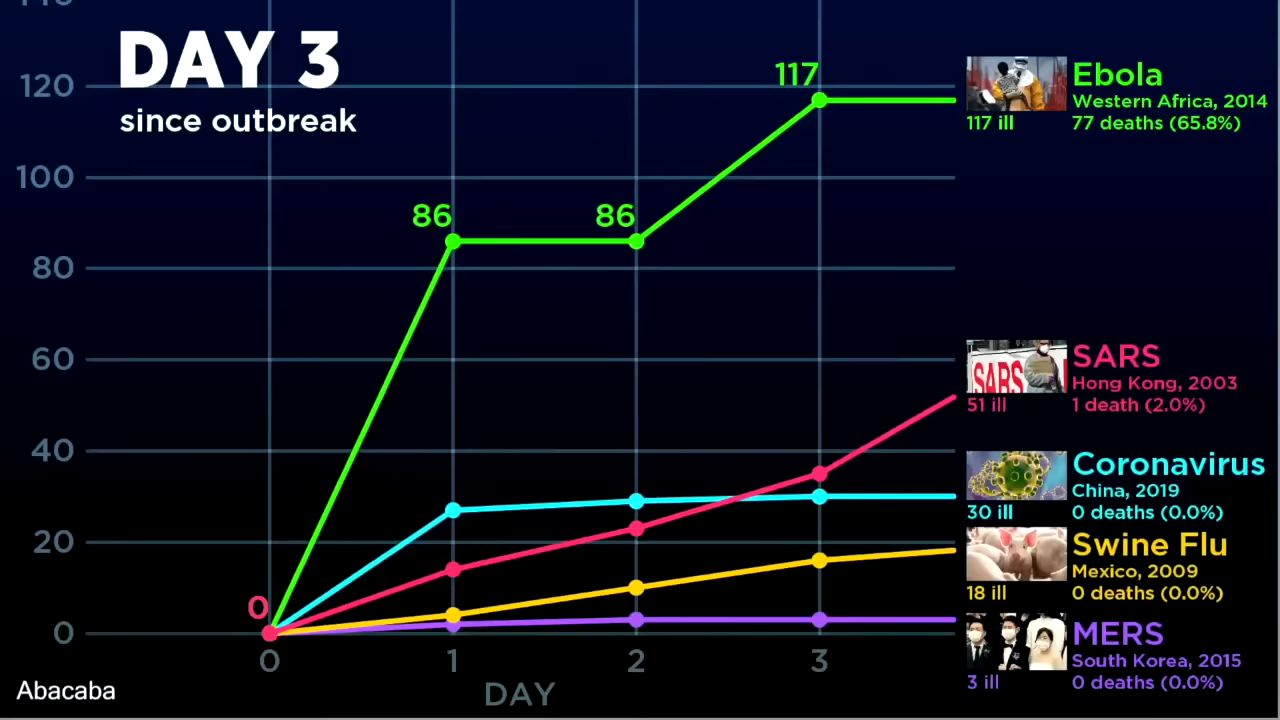 140
DAY 3
since outbreak
120
100
80
60
40
20
0
0
86
86
117
0
1
2
3
DAY
Ebola
Western Africa, 2014
117 ill
77 deaths (65.8%)
SARS
SARS
Hong Kong, 2003
51 ill
1 death (2.0%)
Coronavirus
China, 2019
30 ill
0 deaths (0.0%)
Swine Flu
Mexico, 2009
18 ill
0 deaths (0.0%)
MERS
South Korea, 2015
3 ill
0 deaths (0.0%)
Abacaba